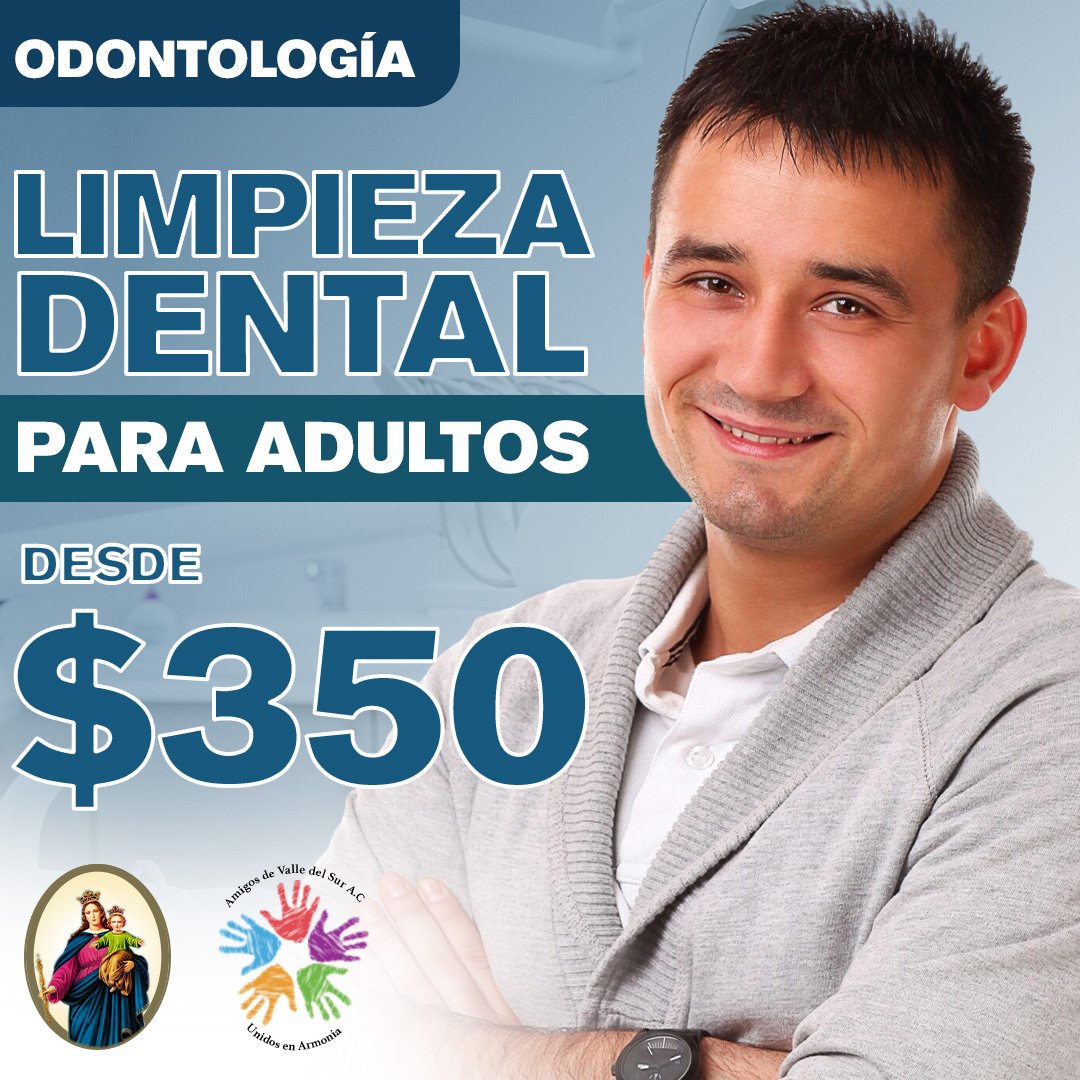 ODONTOLOGÍA
LIMPIEZA
DENTAL
PARA ADULTOS
DESDE
$350
Amigos de Valle del Sur A.C
Unidos en Armonía